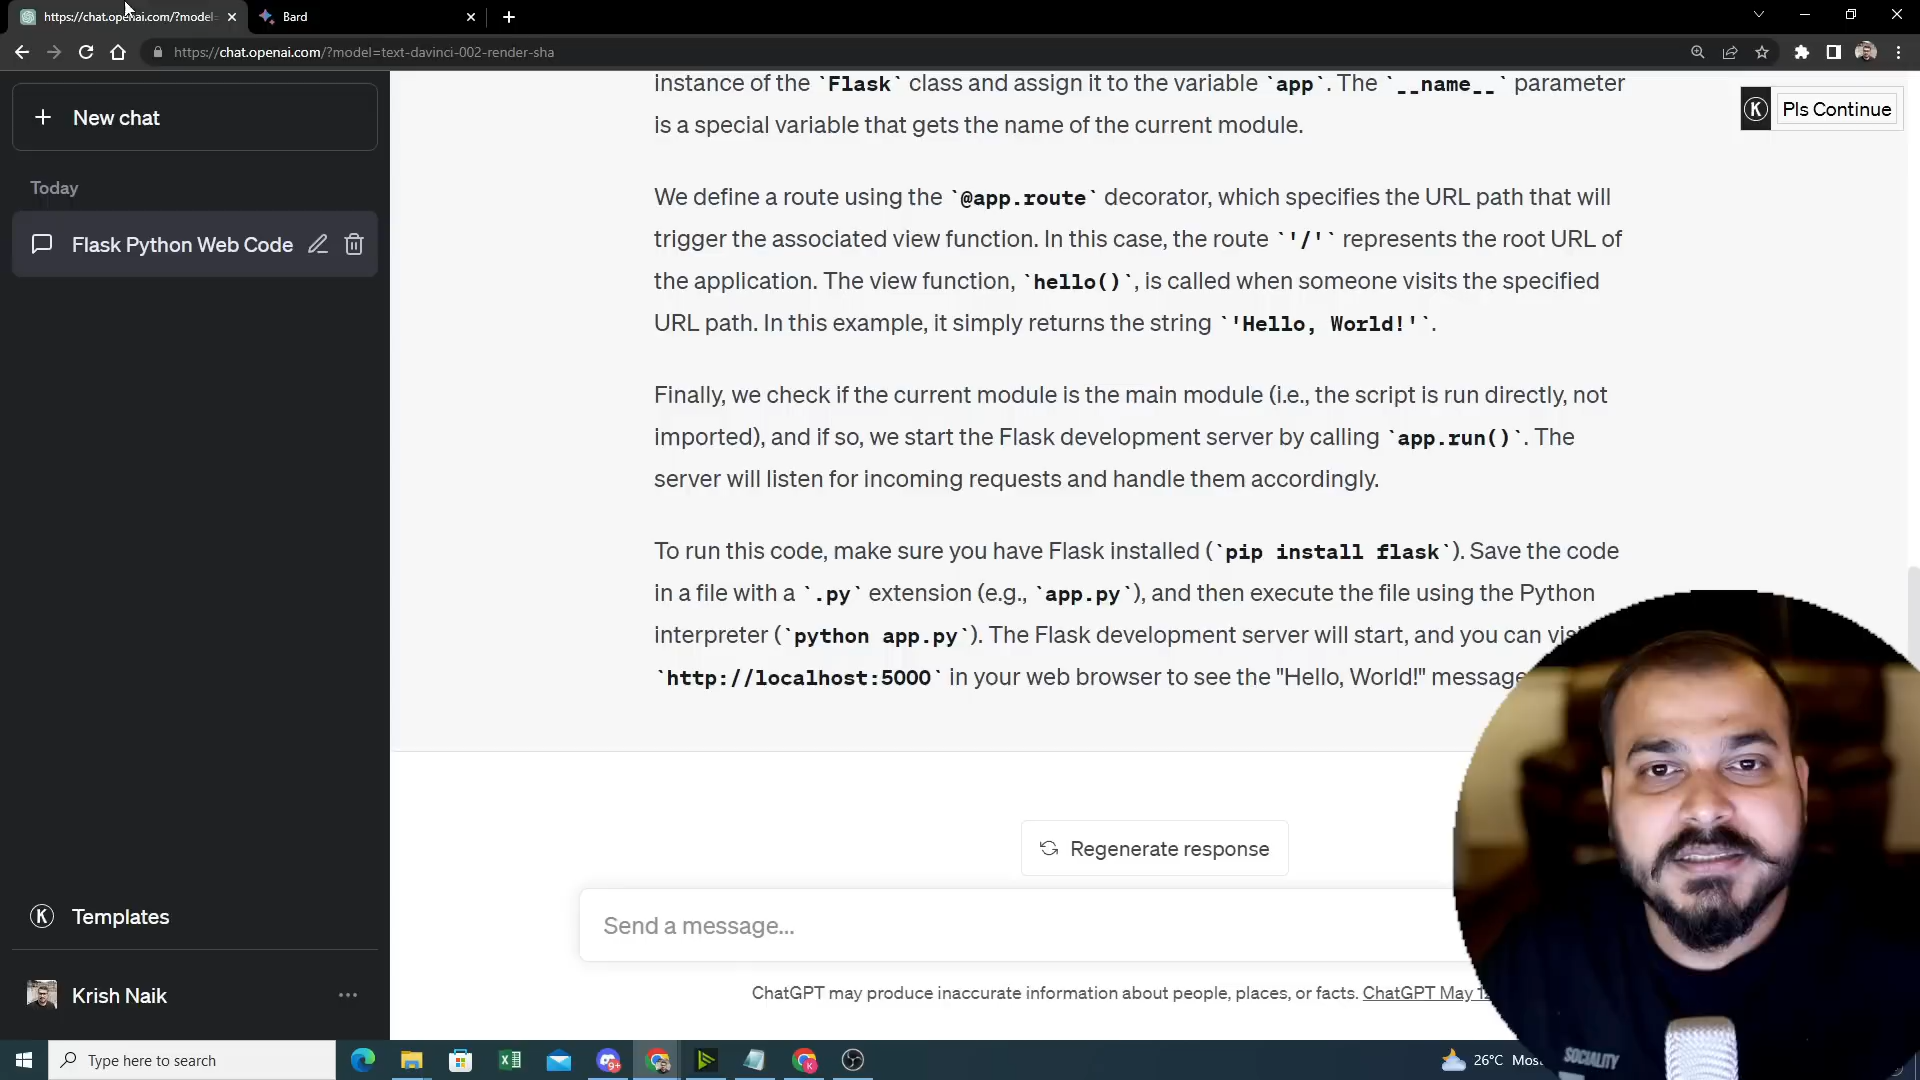 https://chat.openai.com/?model=
Bard
https://chat.openai.com/?model=text-davinci-002-render-sha
New chat
Today
Flask Python Web Code
instance of the `Flask` class and assign it to the variable `app`. The `__name__` parameter
is a special variable that gets the name of the current module.
We define a route using the `@app.route` decorator, which specifies the URL path that will
trigger the associated view function. In this case, the route `'/'` represents the root URL of
the application. The view function, `hello()`, is called when someone visits the specified
URL path. In this example, it simply returns the string `'Hello, World!'`.
Finally, we check if the current module is the main module (i.e., the script is run directly, not
imported), and if so, we start the Flask development server by calling `app.run()`. The
server will listen for incoming requests and handle them accordingly.
To run this code, make sure you have Flask installed (`pip install flask`). Save the code
in a file with a `.py` extension (e.g., `app.py`), and then execute the file using the Python
interpreter (`python app.py`). The Flask development server will start, and you can
`http://localhost:5000` in your web browser to see the "Hello, World!" message
K Pls Continue
Regenerate response
Send a message...
ChatGPT may produce inaccurate information about people, places, or facts. ChatGPT May
K Templates
Krish Naik
Type here to search
9+
K
26°C
SOCIALITY